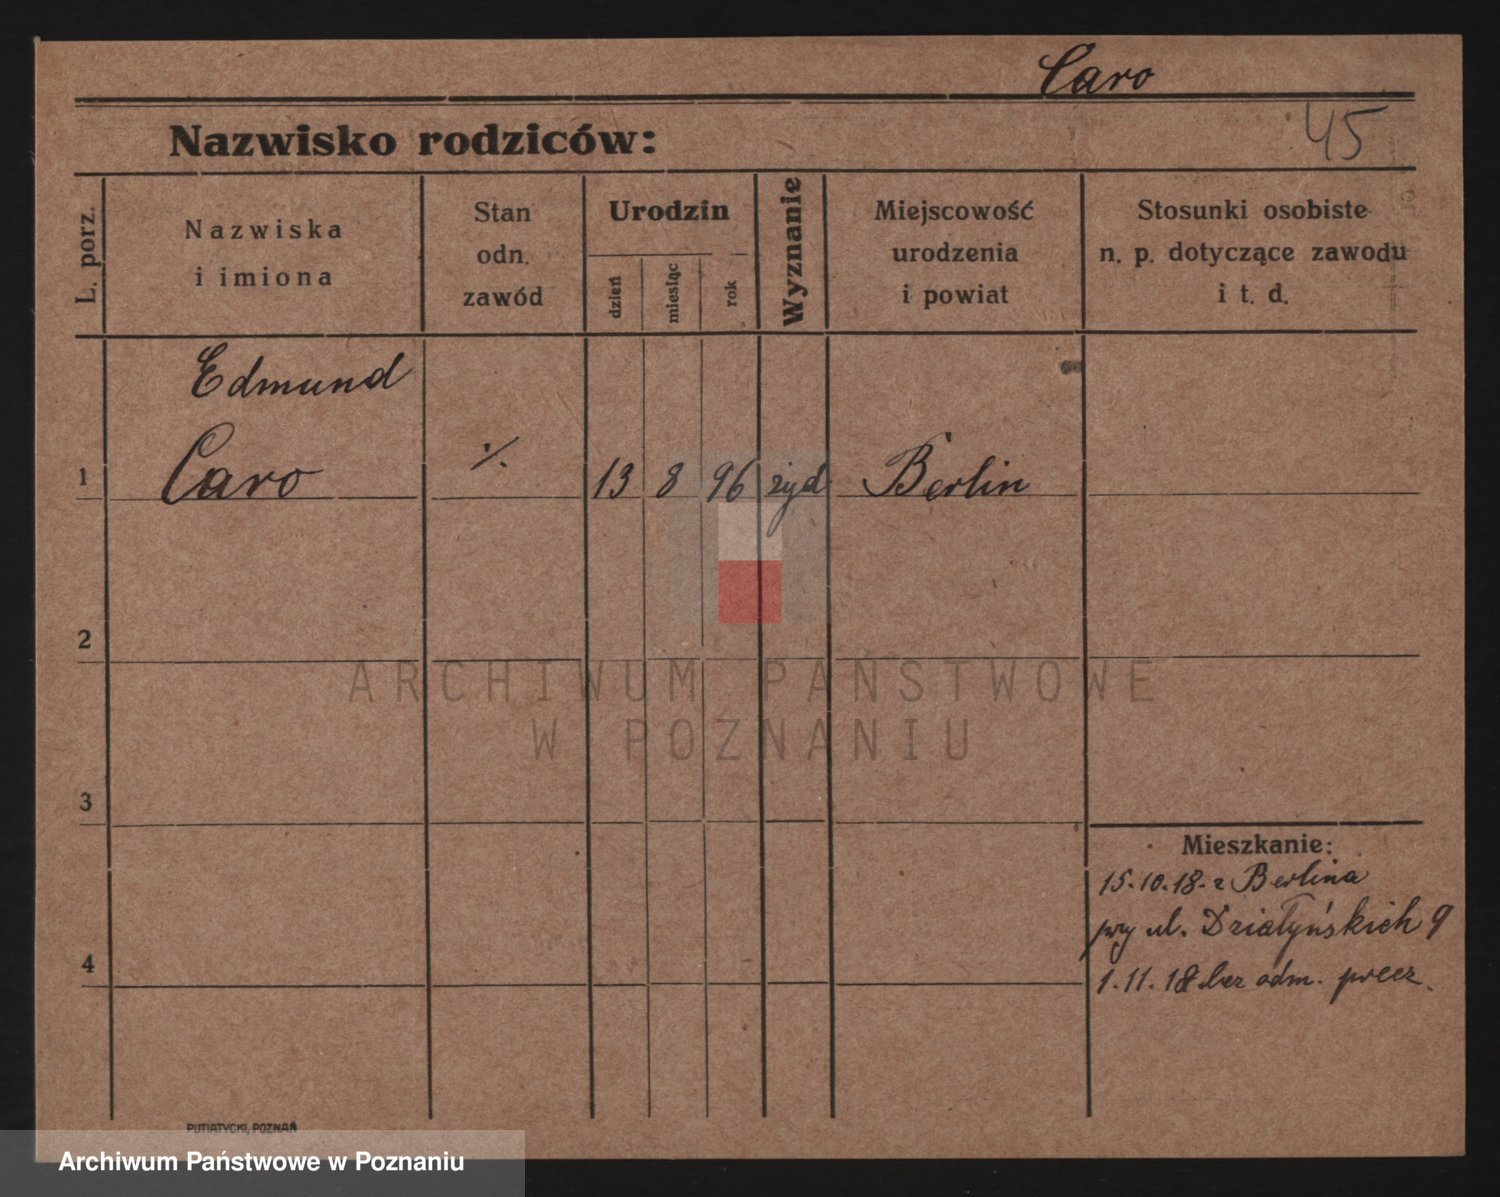 Caro
45
Nazwisko rodziców:
L. porz.
Nazwiska
i imiona
Stan
odn.
zawód
Urodzin
dzień
miesiąc
rok
Wyznanie
Miejscowość
urodzenia
i powiat
Stosunki osobiste
n. p. dotyczące zawodu
i t. d.
Edmund
1 Caro ·/. 13 8 96 żyd Berlin
2
3
4
Mieszkanie:
15.10.18. z Berlina
przy ul. Działyńskich 9
1.11.18 bez adm. precz.
ARCHIWUM PAŃSTWOWE
W POZNANIU
PUTIATYCKI, POZNAŃ
Archiwum Państwowe w Poznaniu